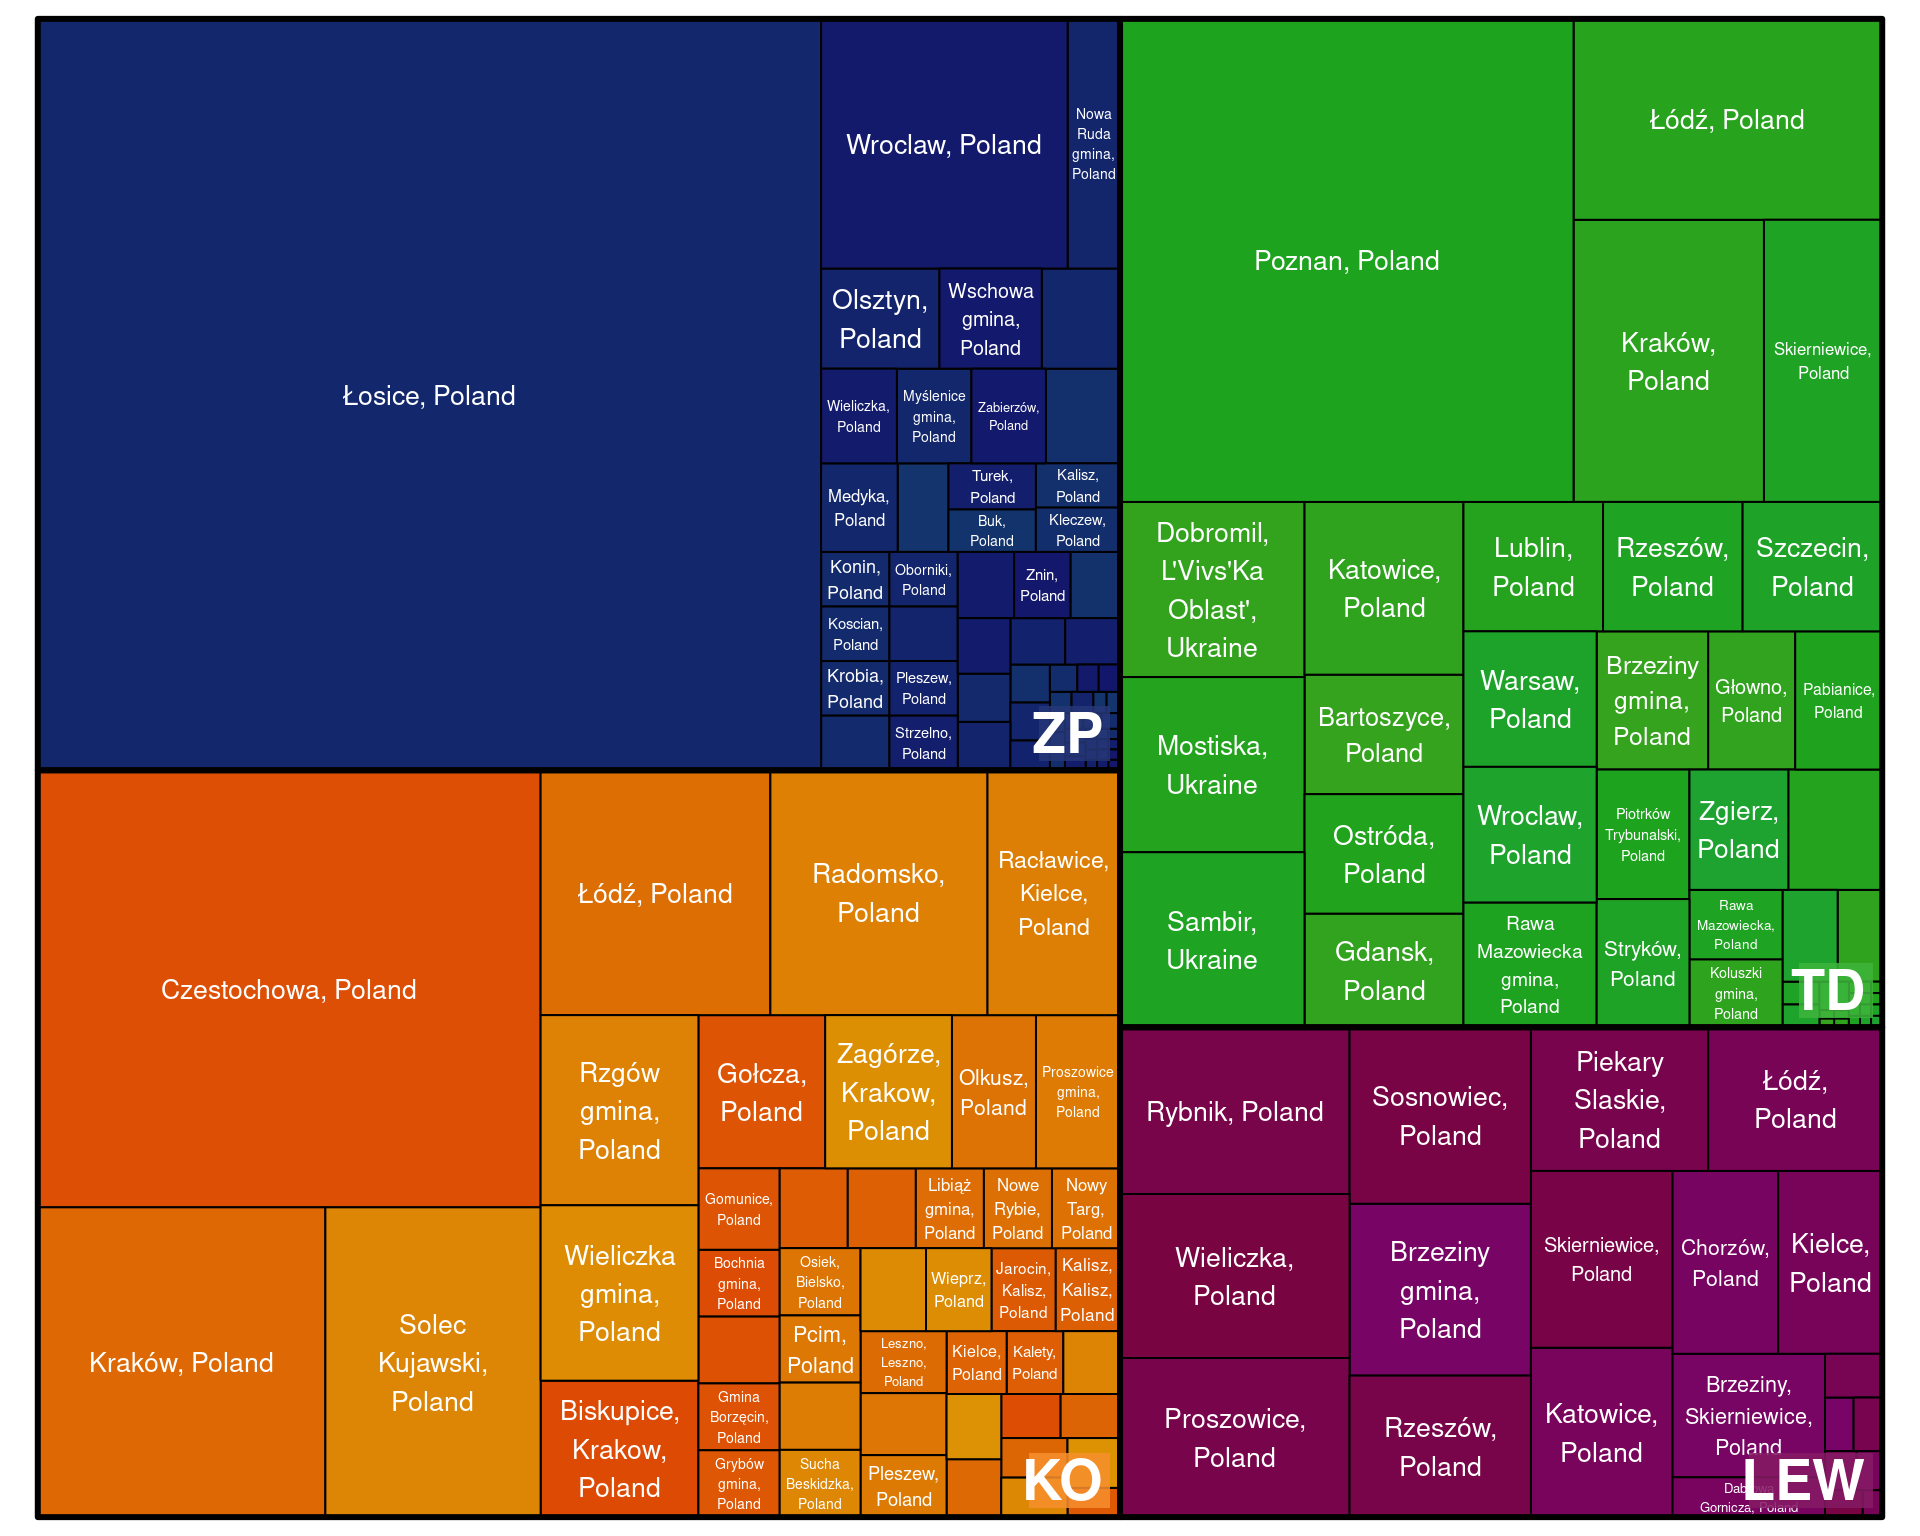 Łosice, Poland
Wroclaw, Poland
Nowa
Ruda
gmina,
Poland
Olsztyn,
Poland
Wschowa
gmina,
Poland
Wieliczka,
Poland
Myślenice
gmina,
Poland
Zabierzów,
Poland
Medyka,
Poland
Turek,
Poland
Kalisz,
Poland
Buk,
Poland
Kleczew,
Poland
Konin,
Poland
Oborniki,
Poland
Znin,
Poland
Koscian,
Poland
Krobia,
Poland
Pleszew,
Poland
Strzelno,
Poland
ZP
Poznan, Poland
Łódź, Poland
Kraków,
Poland
Skierniewice,
Poland
Dobromil,
L'Vivs'Ka
Oblast',
Ukraine
Katowice,
Poland
Lublin,
Poland
Rzeszów,
Poland
Szczecin,
Poland
Mostiska,
Ukraine
Bartoszyce,
Poland
Warsaw,
Poland
Brzeziny
gmina,
Poland
Głowno,
Poland
Pabianice,
Poland
Ostróda,
Poland
Wroclaw,
Poland
Piotrków
Trybunalski,
Poland
Zgierz,
Poland
Sambir,
Ukraine
Gdansk,
Poland
Rawa
Mazowiecka
gmina,
Poland
Stryków,
Poland
Rawa
Mazowiecka,
Poland
Koluszki
gmina,
Poland
TD
Czestochowa, Poland
Łódź, Poland
Radomsko,
Poland
Racławice,
Kielce,
Poland
Kraków, Poland
Solec
Kujawski,
Poland
Rzgów
gmina,
Poland
Gołcza,
Poland
Zagórze,
Krakow,
Poland
Olkusz,
Poland
Proszowice
gmina,
Poland
Wieliczka
gmina,
Poland
Biskupice,
Krakow,
Poland
Gomunice,
Poland
Libiąż
gmina,
Poland
Nowe
Rybie,
Poland
Nowy
Targ,
Poland
Bochnia
gmina,
Poland
Osiek,
Bielsko,
Poland
Wieprz,
Poland
Jarocin,
Kalisz,
Poland
Kalisz,
Kalisz,
Poland
Pcim,
Poland
Leszno,
Leszno,
Poland
Kielce,
Poland
Kalety,
Poland
Gmina
Borzęcin,
Poland
Grybów
gmina,
Poland
Sucha
Beskidzka,
Poland
Pleszew,
Poland
KO
Rybnik, Poland
Sosnowiec,
Poland
Piekary
Slaskie,
Poland
Łódź,
Poland
Wieliczka,
Poland
Brzeziny
gmina,
Poland
Skierniewice,
Poland
Chorzów,
Poland
Kielce,
Poland
Proszowice,
Poland
Rzeszów,
Poland
Katowice,
Poland
Brzeziny,
Skierniewice,
Poland
Dabrowa
Gornicza, Poland
LEW